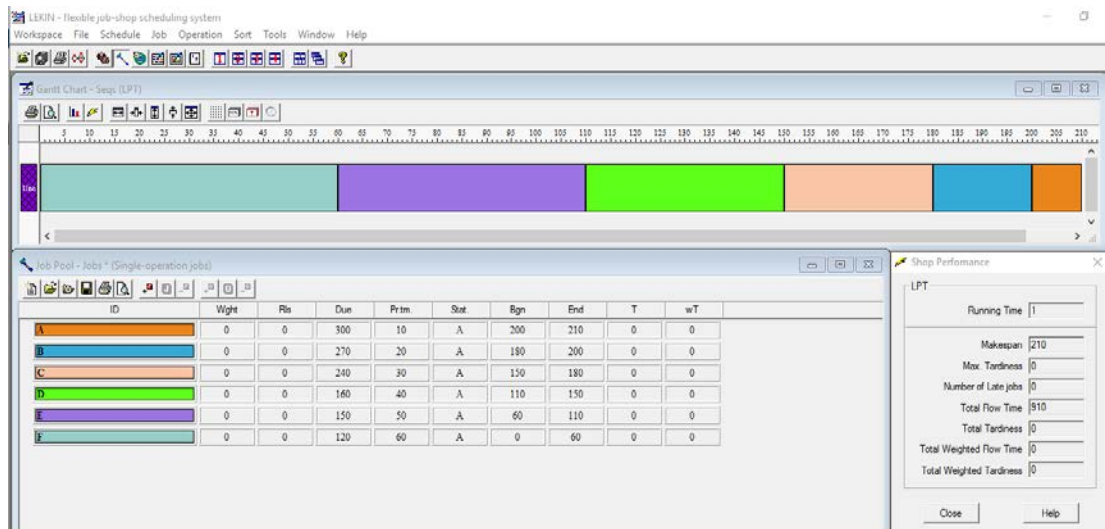 LEKIN - flexible job-shop scheduling system
Workspace File Schedule Job Operation Sort Tools Window Help
Gantt Chart - Seqs (LPT)
5 10 15 20 25 30 35 40 45 50 55 60 65 70 75 80 85 90 95 100 105 110 115 120 125 130 135 140 145 150 155 160 165 170 175 180 185 190 195 200 205 210
Job Pool - Jobs * (Single-operation jobs)
ID Wght Rls Due Pr.tm. Stat. Bgn End T wT
A 0 0 300 10 A 200 210 0 0
B 0 0 270 20 A 180 200 0 0
C 0 0 240 30 A 150 180 0 0
D 0 0 160 40 A 110 150 0 0
E 0 0 150 50 A 60 110 0 0
F 0 0 120 60 A 0 60 0 0
Shop Perfomance
LPT
Running Time 1
Makespan 210
Max. Tardiness 0
Number of Late jobs 0
Total Flow Time 910
Total Tardiness 0
Total Weighted Flow Time 0
Total Weighted Tardiness 0
Close Help